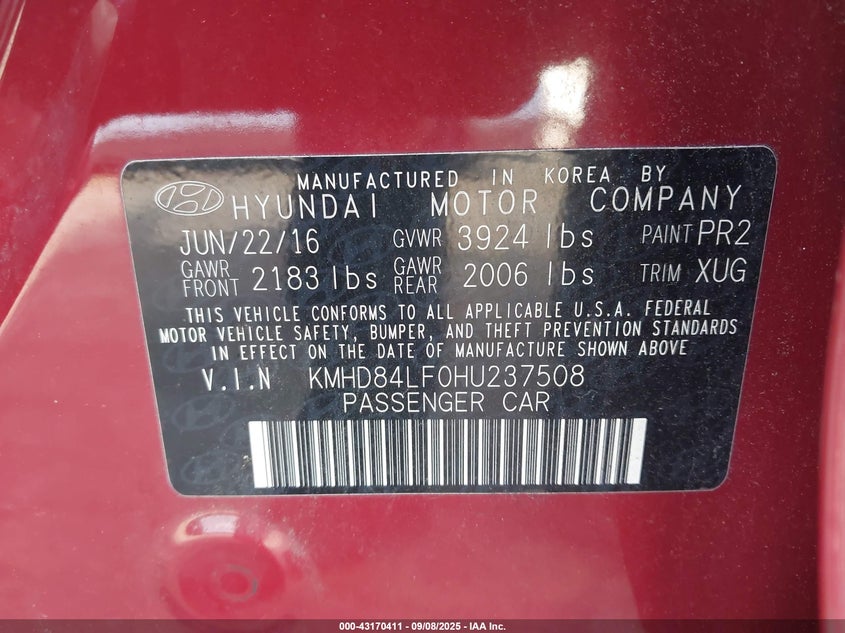 MANUFACTURED IN KOREA BY
HYUNDAI MOTOR COMPANY
JUN/22/16 GVWR 3924 lbs PAINT PR2
GAWR FRONT 2183 lbs GAWR REAR 2006 lbs TRIM XUG
THIS VEHICLE CONFORMS TO ALL APPLICABLE U.S.A. FEDERAL
MOTOR VEHICLE SAFETY, BUMPER, AND THEFT PREVENTION STANDARDS
IN EFFECT ON THE DATE OF MANUFACTURE SHOWN ABOVE
V.I.N KMHD84LF0HU237508
PASSENGER CAR
000-43170411 - 09/08/2025 - IAA Inc.